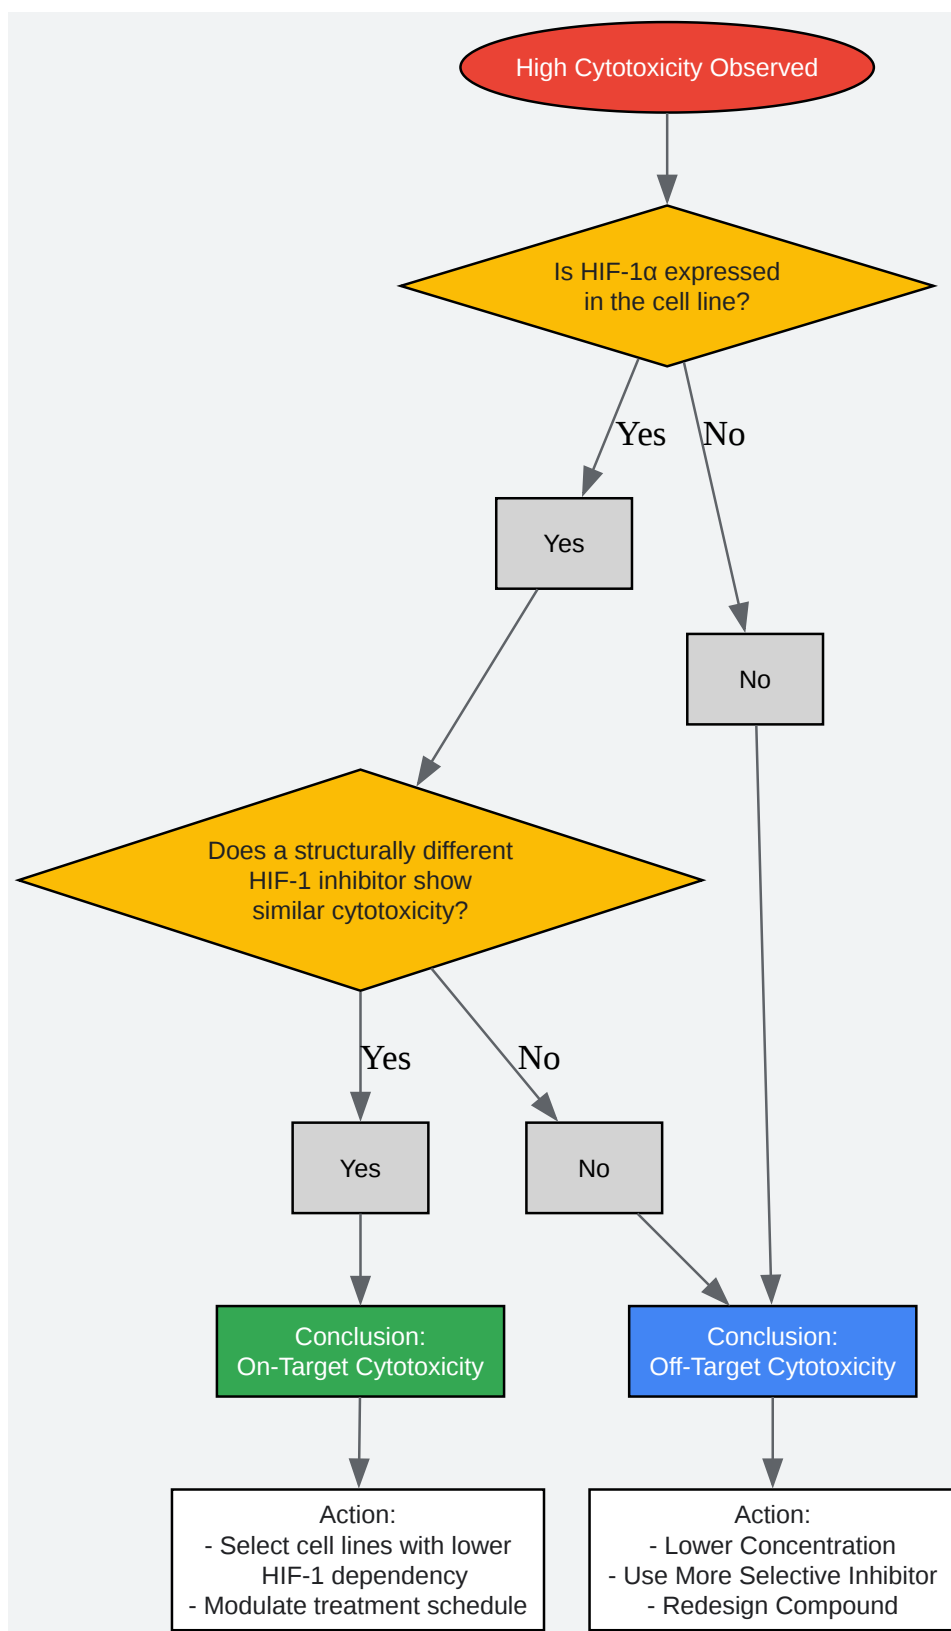 High Cytotoxicity Observed
Is HIF-1α expressed
in the cell line?
Yes
No
Yes
No
Does a structurally different
HIF-1 inhibitor show
similar cytotoxicity?
Yes
No
Yes
No
Conclusion:
On-Target Cytotoxicity
Conclusion:
Off-Target Cytotoxicity
Action:
- Select cell lines with lower
HIF-1 dependency
- Modulate treatment schedule
Action:
- Lower Concentration
- Use More Selective Inhibitor
- Redesign Compound